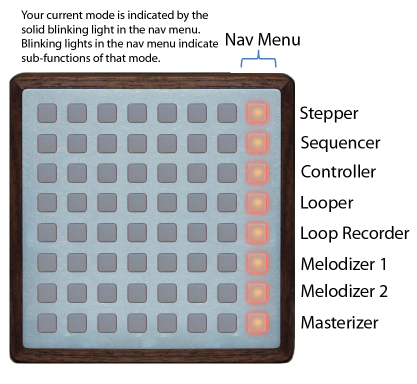 Your current mode is indicated by the
solid blinking light in the nav menu.
Blinking lights in the nav menu indicate
sub-functions of that mode.
Nav Menu
Stepper
Sequencer
Controller
Looper
Loop Recorder
Melodizer 1
Melodizer 2
Masterizer